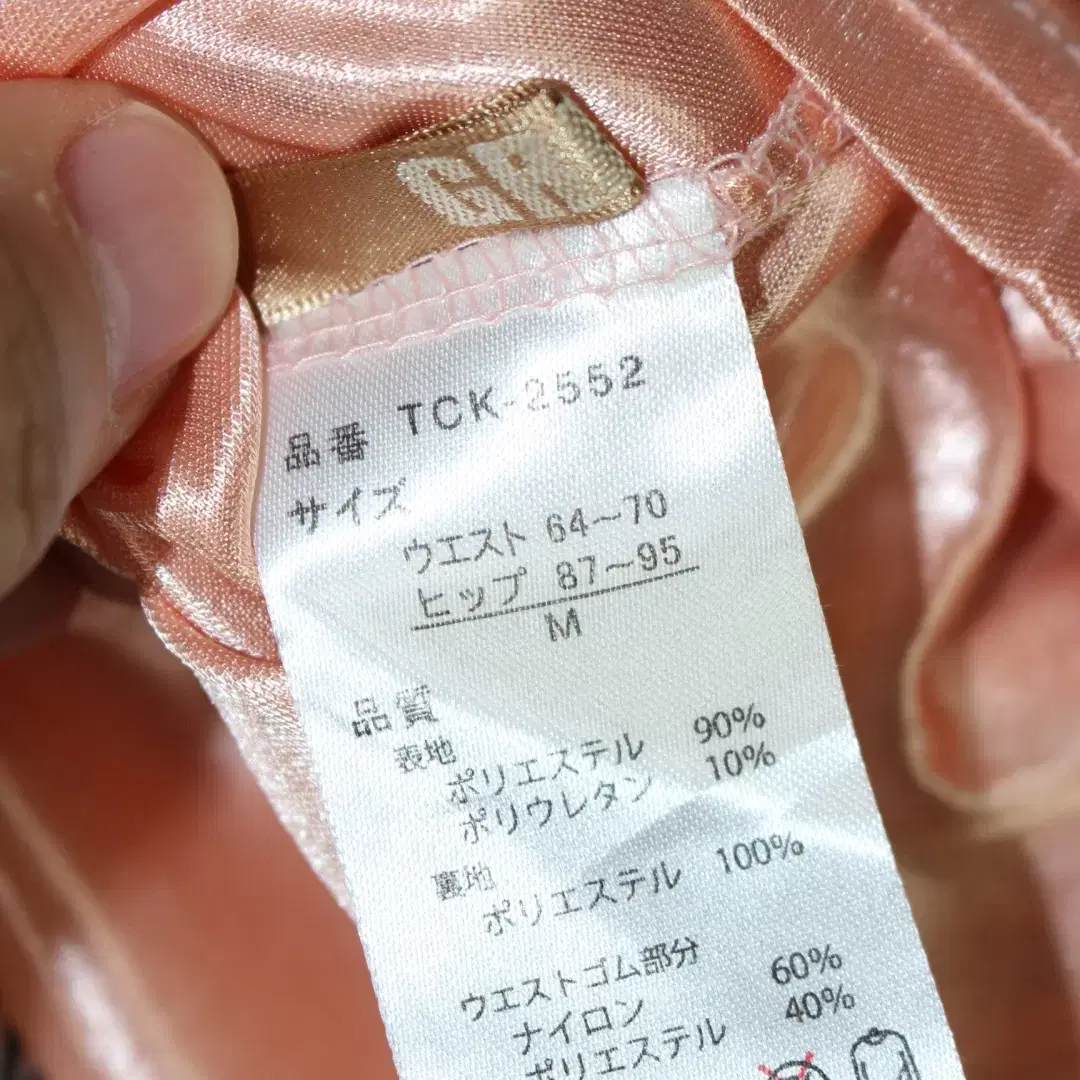 GR
品番 TCK-2552
サイズ
ウエスト 64～70
ヒップ 87～95
M
品質
表地
ポリエステル 90%
ポリウレタン 10%
裏地
ポリエステル 100%
ウエストゴム部分
ナイロン 60%
ポリエステル 40%